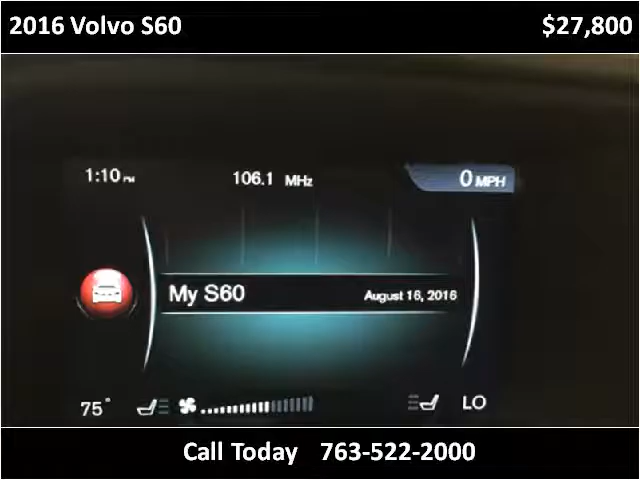 2016 Volvo S60 $27,800
1:10 PM 106.1 MHz 0 MPH
My S60 August 16, 2016
75° LO
Call Today 763-522-2000